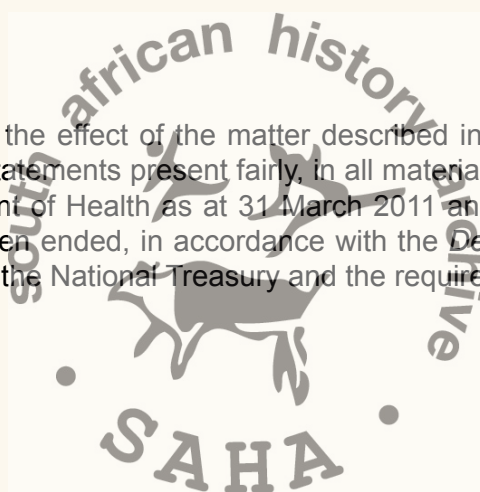 south african history archive
the effect of the matter described in
atements present fairly, in all materia
nt of Health as at 31 March 2011 an
en ended, in accordance with the De
the National Treasury and the require
SAHA